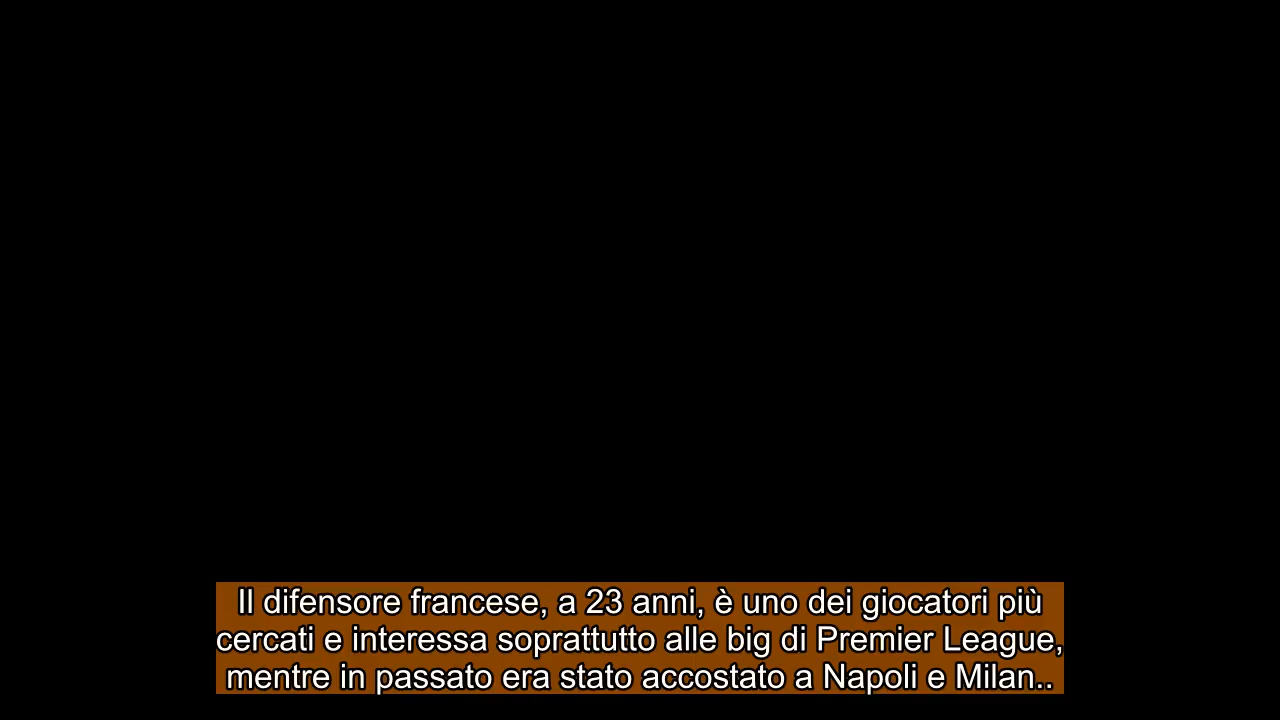 Il difensore francese, a 23 anni, è uno dei giocatori più
cercati e interessa soprattutto alle big di Premier League,
mentre in passato era stato accostato a Napoli e Milan..